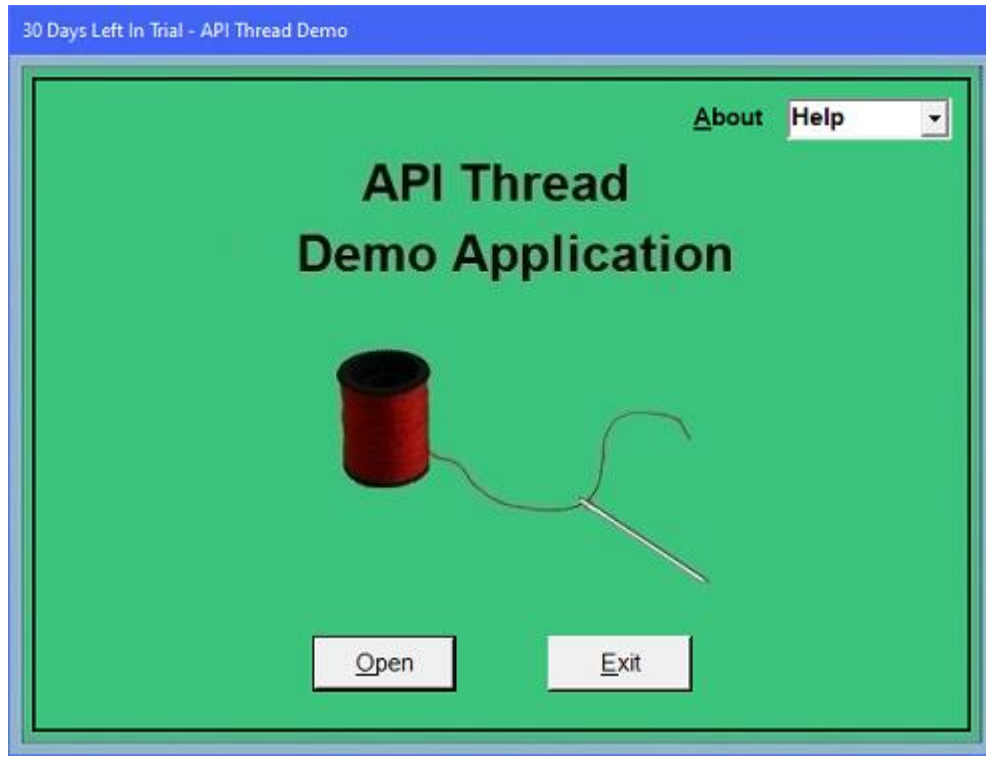 30 Days Left In Trial - API Thread Demo
About Help
API Thread
Demo Application
Open Exit